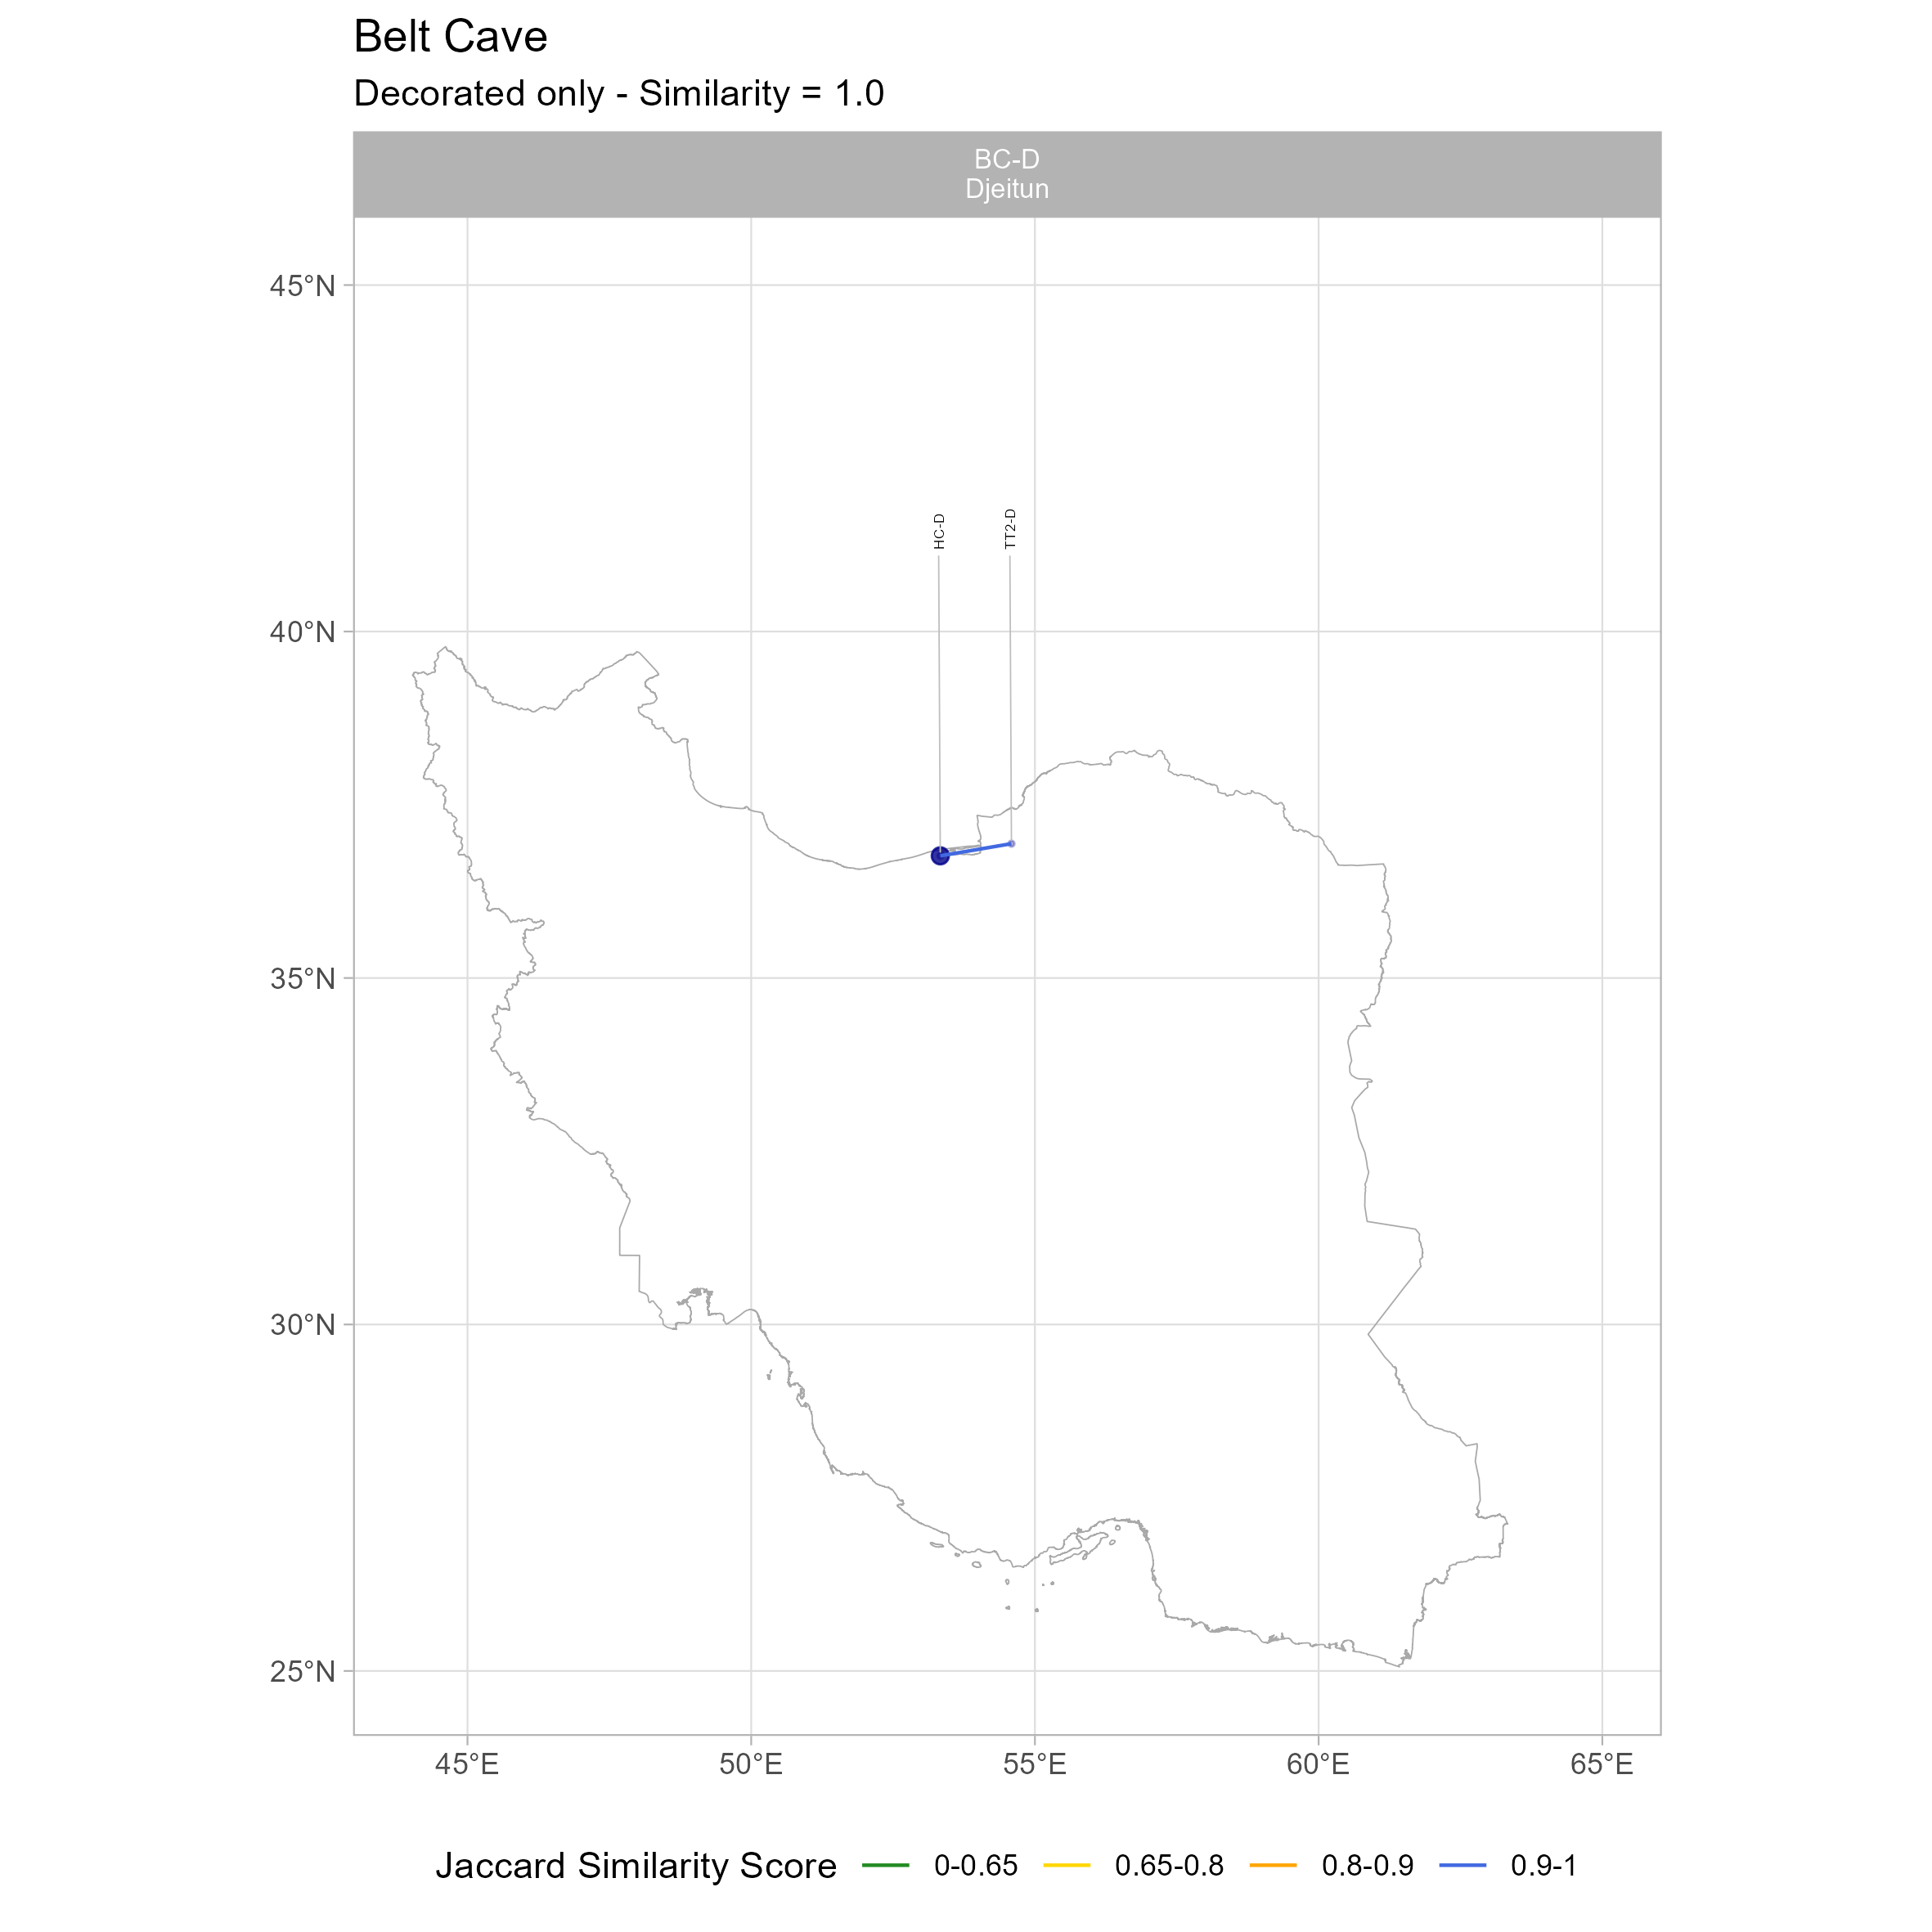 Belt Cave
Decorated only - Similarity = 1.0
BC-D
Djeitun
45°N
40°N
35°N
30°N
25°N
HC-D
TT2-D
45°E
50°E
55°E
60°E
65°E
Jaccard Similarity Score
0-0.65
0.65-0.8
0.8-0.9
0.9-1